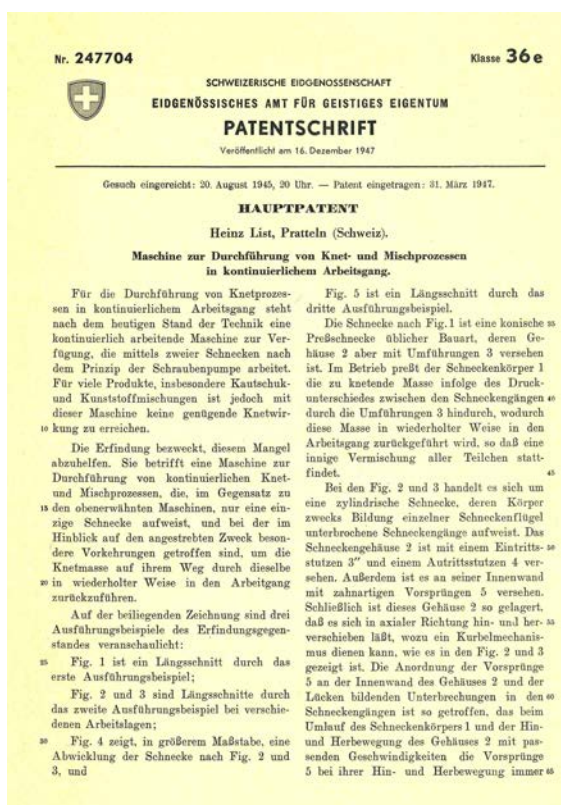 Nr. 247704
Klasse 36e
SCHWEIZERISCHE EIDGENOSSENSCHAFT
EIDGENÖSSISCHES AMT FÜR GEISTIGES EIGENTUM
PATENTSCHRIFT
Veröffentlicht am 16. Dezember 1947
Gesuch eingereicht: 20. August 1945, 20 Uhr. — Patent eingetragen: 31. März 1947.
HAUPTPATENT
Heinz List, Pratteln (Schweiz).
Maschine zur Durchführung von Knet- und Mischprozessen
in kontinuierlichem Arbeitsgang.
Für die Durchführung von Knetprozes-
sen in kontinuierlichem Arbeitsgang steht
nach dem heutigen Stand der Technik eine
kontinuierlich arbeitende Maschine zur Ver-
fügung, die mittels zweier Schnecken nach
dem Prinzip der Schraubenpumpe arbeitet.
Für viele Produkte, insbesondere Kautschuk-
und Kunststoffmischungen ist jedoch mit
dieser Maschine keine genügende Knetwir-
10 kung zu erreichen.
Die Erfindung bezweckt, diesem Mangel
abzuhelfen. Sie betrifft eine Maschine zur
Durchführung von kontinuierlichen Knet-
und Mischprozessen, die, im Gegensatz zu
15 den obenerwähnten Maschinen, nur eine ein-
zige Schnecke aufweist, und bei der im
Hinblick auf den angestrebten Zweck beson-
dere Vorkehrungen getroffen sind, um die
Knetmasse auf ihrem Weg durch dieselbe
20 in wiederholter Weise in den Arbeitgang
zurückzuführen.
Auf der beiliegenden Zeichnung sind drei
Ausführungsbeispiele des Erfindungsgegen-
standes veranschaulicht:
25 Fig. 1 ist ein Längsschnitt durch das
erste Ausführungsbeispiel;
Fig. 2 und 3 sind Längsschnitte durch
das zweite Ausführungsbeispiel bei verschie-
denen Arbeitslagen;
30 Fig. 4 zeigt, in größerem Maßstabe, eine
Abwicklung der Schnecke nach Fig. 2 und
3, und
Fig. 5 ist ein Längsschnitt durch das
dritte Ausführungsbeispiel.
Die Schnecke nach Fig. 1 ist eine konische 35
Preßschnecke üblicher Bauart, deren Ge-
häuse 2 aber mit Umführungen 3 versehen
ist. Im Betrieb preßt der Schneckenkörper 1
die zu knetende Masse infolge des Druck-
unterschiedes zwischen den Schneckengängen 40
durch die Umführungen 3 hindurch, wodurch
diese Masse in wiederholter Weise in den
Arbeitgang zurückgeführt wird, so daß eine
innige Vermischung aller Teilchen statt-
findet. 45
Bei den Fig. 2 und 3 handelt es sich um
eine zylindrische Schnecke, deren Körper
zwecks Bildung einzelner Schneckenflügel
unterbrochene Schneckengänge aufweist. Das
Schneckengehäuse 2 ist mit einem Eintritts- 50
stutzen 3″ und einem Autrittsstutzen 4 ver-
sehen. Außerdem ist es an seiner Innenwand
mit zahnartigen Vorsprüngen 5 versehen.
Schließlich ist dieses Gehäuse 2 so gelagert,
daß es sich in axialer Richtung hin- und her- 55
verschieben läßt, wozu ein Kurbelmechanis-
mus dienen kann, wie es in den Fig. 2 und 3
gezeigt ist. Die Anordnung der Vorsprünge
5 an der Innenwand des Gehäuses 2 und der
Lücken bildenden Unterbrechungen in den 60
Schneckengängen ist so getroffen, das beim
Umlauf des Schneckenkörpers 1 und der Hin-
und Herbewegung des Gehäuses 2 mit pas-
senden Geschwindigkeiten die Vorsprünge
5 bei ihrer Hin- und Herbewegung immer 65